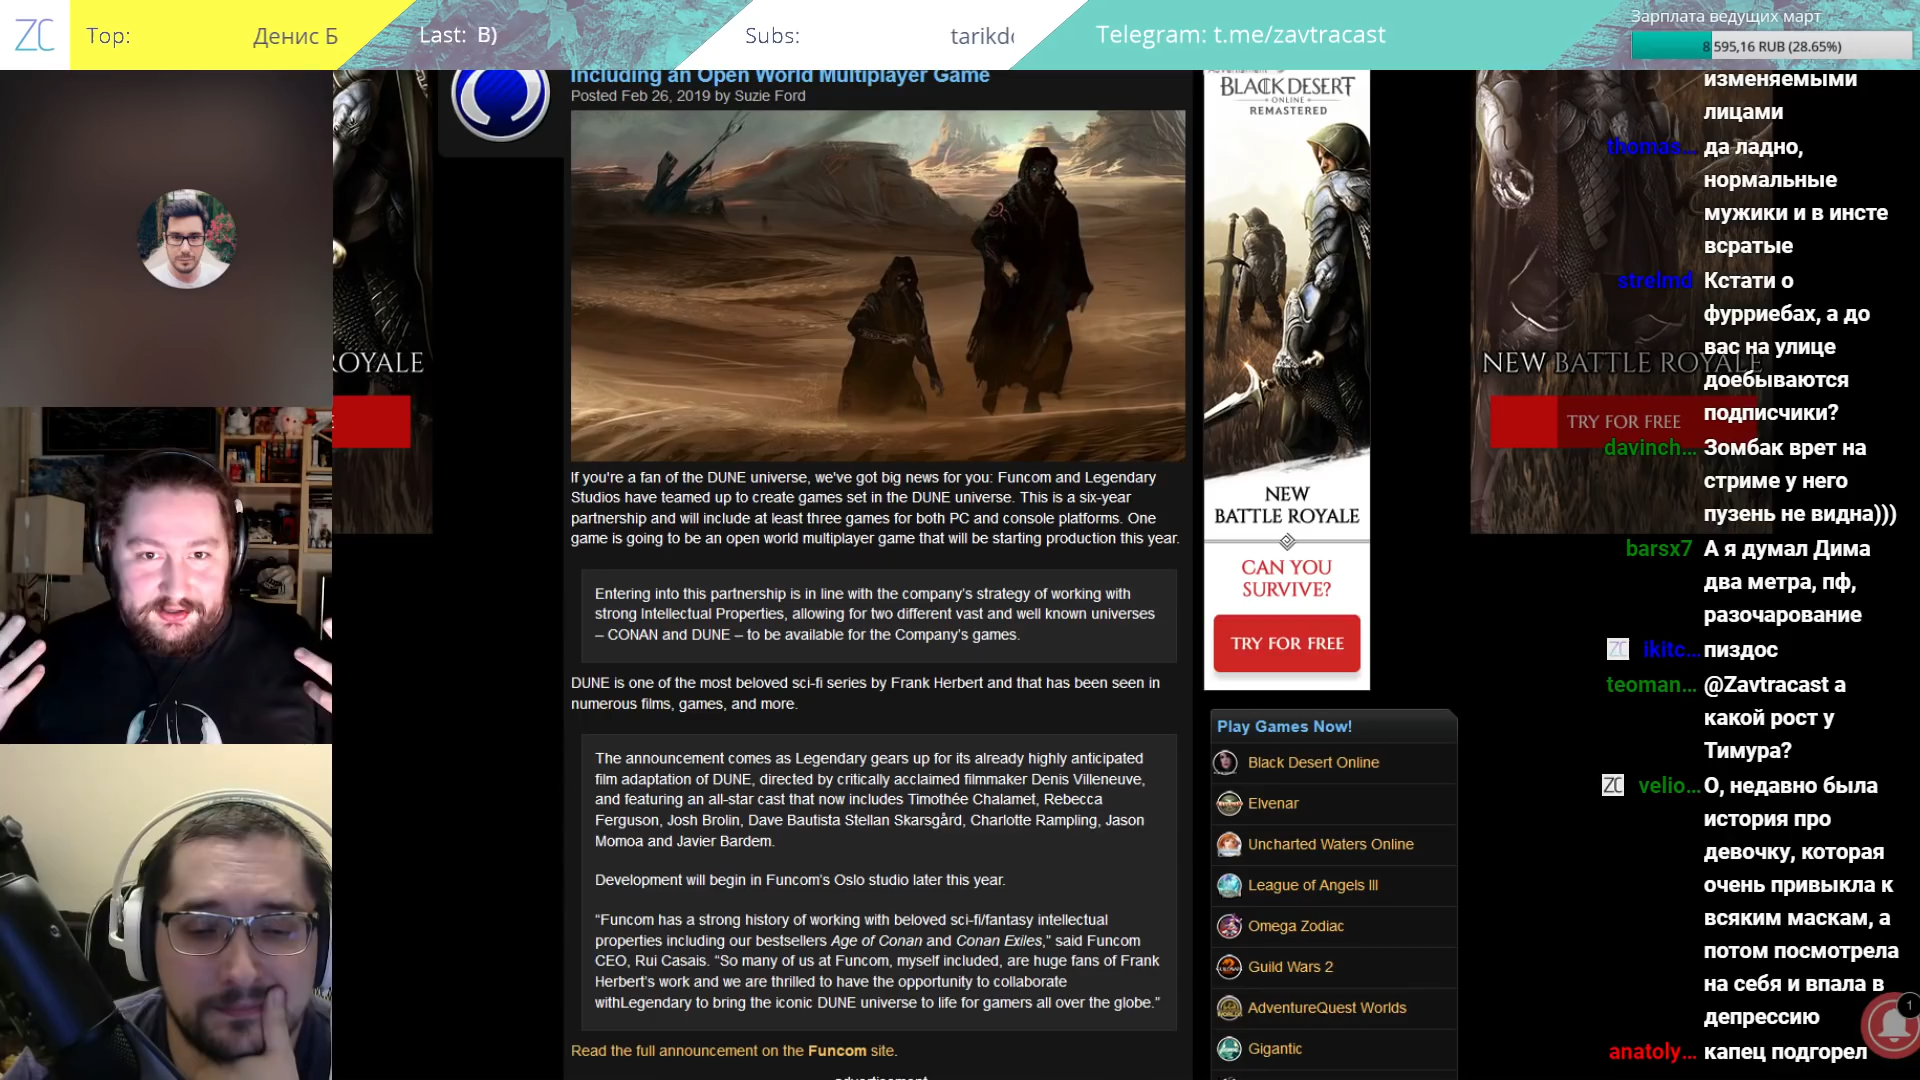 ZC
Top:
Денис Б
Last: B)
Subs:
tarikd
Telegram: t.me/zavtracast
Зарплата ведущих март
8 595,16 RUB (28.65%)
Including an Open World Multiplayer Game
Posted Feb 26, 2019 by Suzie Ford
If you're a fan of the DUNE universe, we've got big news for you: Funcom and Legendary
Studios have teamed up to create games set in the DUNE universe. This is a six-year
partnership and will include at least three games for both PC and console platforms. One
game is going to be an open world multiplayer game that will be starting production this year.
Entering into this partnership is in line with the company's strategy of working with
strong Intellectual Properties, allowing for two different vast and well known universes
– CONAN and DUNE – to be available for the Company's games.
DUNE is one of the most beloved sci-fi series by Frank Herbert and that has been seen in
numerous films, games, and more.
The announcement comes as Legendary gears up for its already highly anticipated
film adaptation of DUNE, directed by critically acclaimed filmmaker Denis Villeneuve,
and featuring an all-star cast that now includes Timothée Chalamet, Rebecca
Ferguson, Josh Brolin, Dave Bautista Stellan Skarsgård, Charlotte Rampling, Jason
Momoa and Javier Bardem.
Development will begin in Funcom's Oslo studio later this year.
“Funcom has a strong history of working with beloved sci-fi/fantasy intellectual
properties including our bestsellers Age of Conan and Conan Exiles,” said Funcom
CEO, Rui Casais. “So many of us at Funcom, myself included, are huge fans of Frank
Herbert's work and we are thrilled to have the opportunity to collaborate
withLegendary to bring the iconic DUNE universe to life for gamers all over the globe.”
Read the full announcement on the Funcom site.
advertisement
ROYALE
BLACK DESERT
ONLINE
REMASTERED
NEW
BATTLE ROYALE
CAN YOU
SURVIVE?
TRY FOR FREE
Play Games Now!
Black Desert Online
Elvenar
Uncharted Waters Online
League of Angels III
Omega Zodiac
Guild Wars 2
AdventureQuest Worlds
Gigantic
NEW BATTLE ROYALE
TRY FOR FREE
изменяемыми
лицами
thomas... да ладно,
нормальные
мужики и в инсте
всратые
strelmd Кстати о
фурриебах, а до
вас на улице
доебываются
подписчики?
davinch... Зомбак врет на
стриме у него
пузень не видна)))
barsx7 А я думал Дима
два метра, пф,
разочарование
ZC ikitc... пиздос
teoman... @Zavtracast а
какой рост у
Тимура?
ZC velio... О, недавно была
история про
девочку, которая
очень привыкла к
всяким маскам, а
потом посмотрела
на себя и впала в
депрессию
anatoly... капец подгорел
1